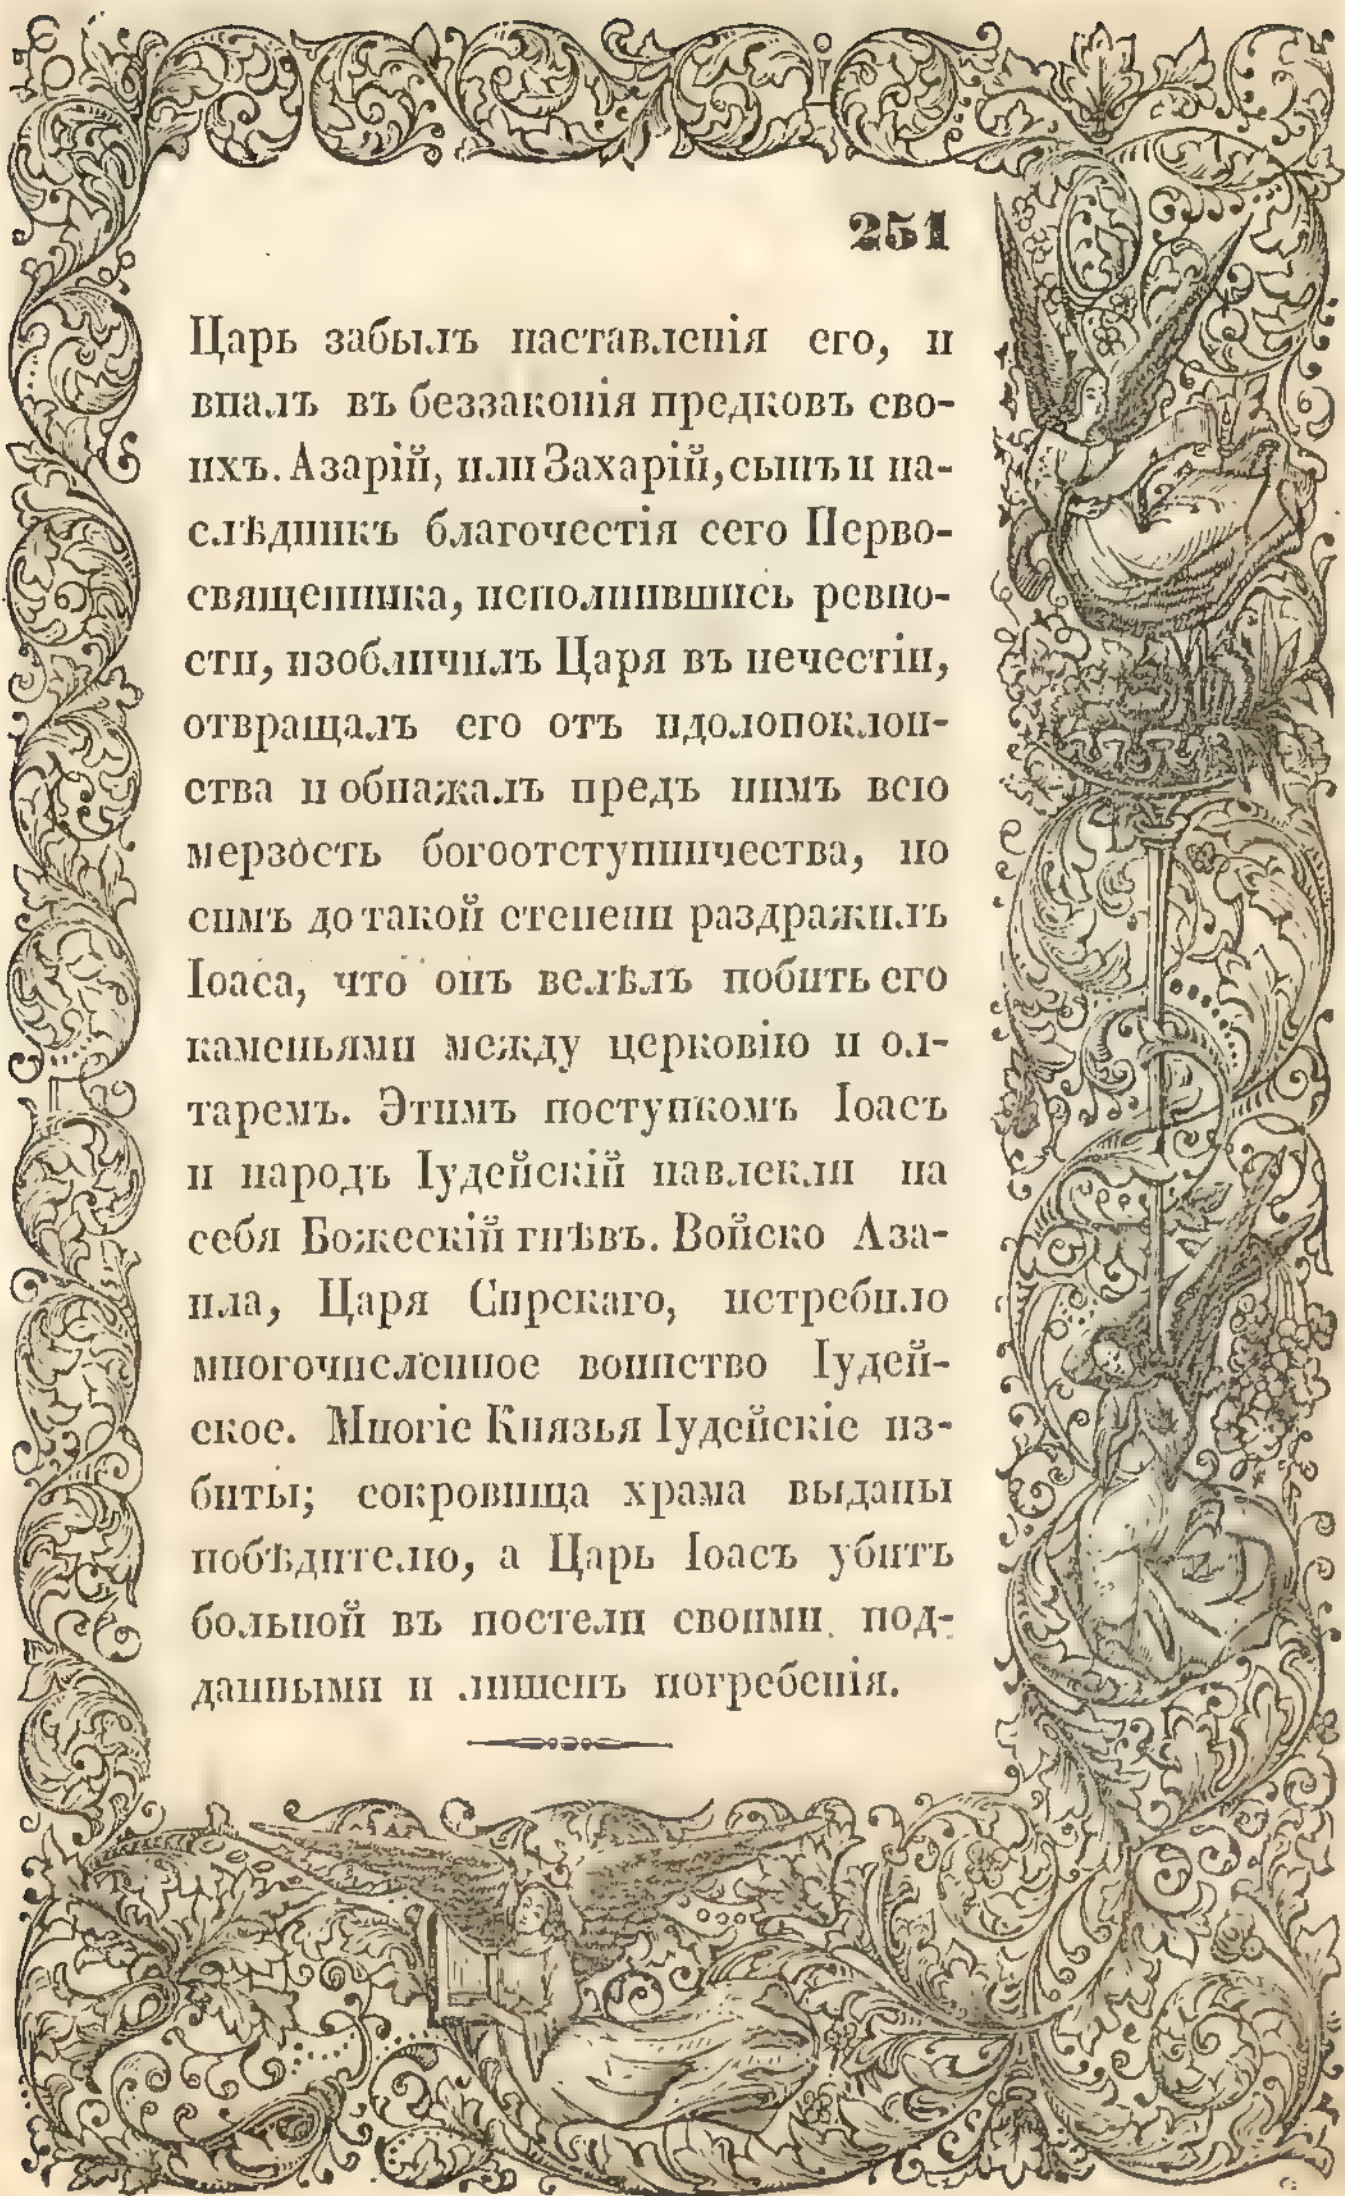 251
Царь забылъ наставленія его, и
впалъ въ беззаконія предковъ сво-
ихъ. Азарій, или Захарій, сынъ и на-
слѣдникъ благочестія сего Перво-
священника, исполнившись ревно-
сти, изобличилъ Царя въ нечестіи,
отвращалъ его отъ идолопоклон-
ства и обнажалъ предъ нимъ всю
мерзость богоотступничества, но
симъ до такой степени раздражилъ
Іоаса, что онъ велѣлъ побить его
каменьями между церковію и ол-
таремъ. Этимъ поступкомъ Іоасъ
и народъ Іудейскій навлекли на
себя Божескій гнѣвъ. Войско Аза-
ила, Царя Сирскаго, истребило
многочисленное воинство Іудей-
ское. Многіе Князья Іудейскіе из-
биты; сокровища храма выданы
побѣдителю, а Царь Іоасъ убитъ
больной въ постели своими под-
данными и лишенъ погребенія.